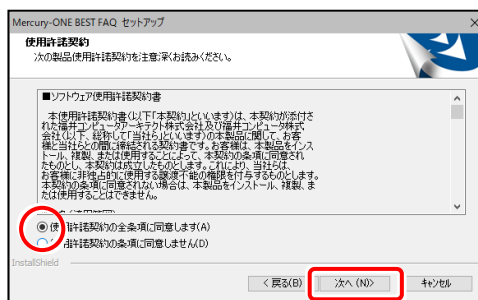 Mercury-ONE BEST FAQ セットアップ
使用許諾契約
次の製品使用許諾契約を注意深くお読みください。
■ソフトウェア使用許諾契約書
本使用許諾契約書(以下「本契約」といいます)は、本契約が添付さ
れた福井コンピュータアーキテクト株式会社及び福井コンピュータ株式
会社(以下、総称して「当社ら」といいます)の本製品に関して、お客
様と当社らとの間に締結される契約書です。お客様は、本製品をインス
トール、複製、または使用することによって、本契約の条項に同意され
たものとし、本契約は成立したものとします。これにより、当社らは、
お客様に非独占的に使用する譲渡不能の権限を付与するものとします。
本契約の条項に同意されない場合は、本製品をインストール、複製、ま
たは使用することはできません。
使用許諾契約の全条項に同意します(A)
用許諾契約の条項に同意しません(D)
InstallShield
< 戻る(B)
次へ (N)>
キャンセル